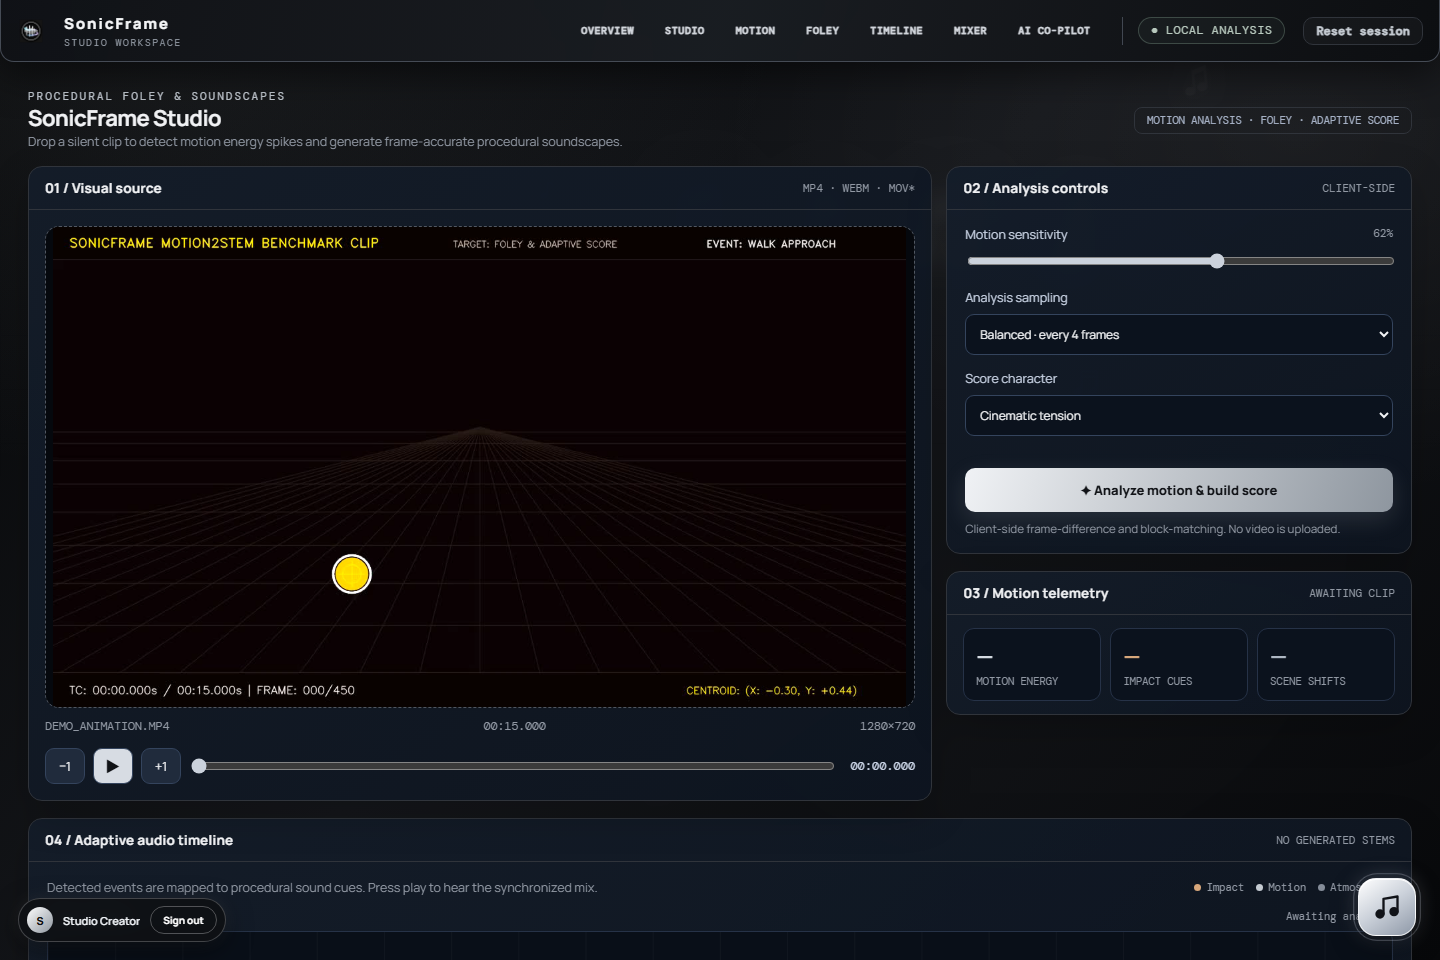 SonicFrame
STUDIO WORKSPACE
OVERVIEW STUDIO MOTION FOLEY TIMELINE MIXER AI CO-PILOT
● LOCAL ANALYSIS
Reset session
PROCEDURAL FOLEY & SOUNDSCAPES
SonicFrame Studio
Drop a silent clip to detect motion energy spikes and generate frame-accurate procedural soundscapes.
MOTION ANALYSIS · FOLEY · ADAPTIVE SCORE
01 / Visual source
MP4 · WEBM · MOV*
SONICFRAME MOTION2STEM BENCHMARK CLIP
TARGET: FOLEY & ADAPTIVE SCORE
EVENT: WALK APPROACH
TC: 00:00.000s / 00:15.000s | FRAME: 000/450
CENTROID: (X: −0.30, Y: +0.44)
DEMO_ANIMATION.MP4
00:15.000
1280×720
−1
+1
00:00.000
02 / Analysis controls
CLIENT-SIDE
Motion sensitivity
62%
Analysis sampling
Balanced · every 4 frames
Score character
Cinematic tension
✦ Analyze motion & build score
Client-side frame-difference and block-matching. No video is uploaded.
03 / Motion telemetry
AWAITING CLIP
—
MOTION ENERGY
—
IMPACT CUES
—
SCENE SHIFTS
04 / Adaptive audio timeline
NO GENERATED STEMS
Detected events are mapped to procedural sound cues. Press play to hear the synchronized mix.
Impact Motion
Awaiting
S
Studio Creator
Sign out